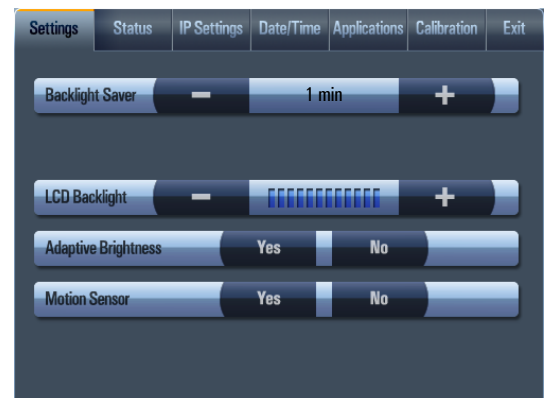 Settings Status IP Settings Date/Time Applications Calibration Exit
Backlight Saver − 1 min +
LCD Backlight − +
Adaptive Brightness Yes No
Motion Sensor Yes No